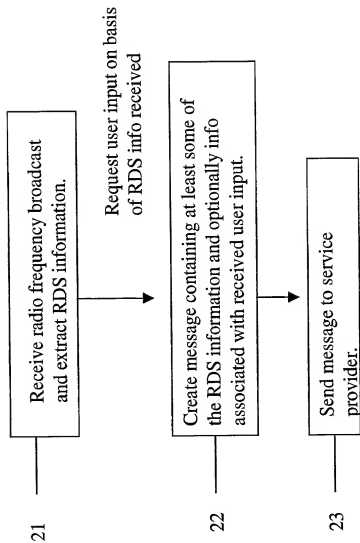 21
Receive radio frequency broadcast
and extract RDS information.
Request user input on basis
of RDS info received
22
Create message containing at least some of
the RDS information and optionally info
associated with received user input.
23
Send message to service
provider.